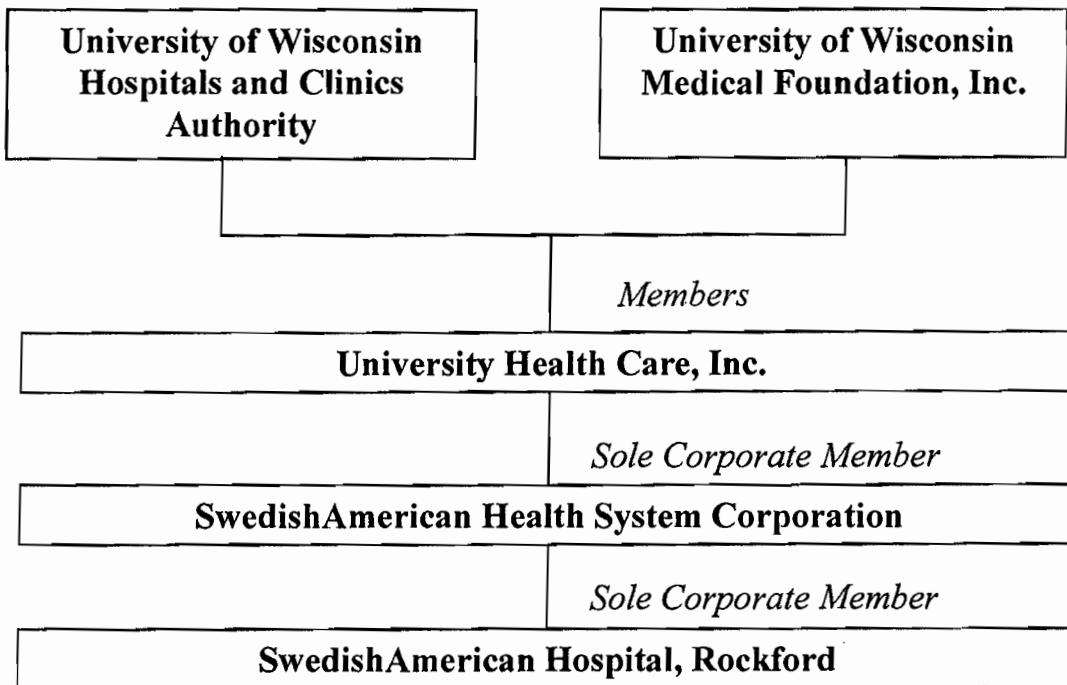 University of Wisconsin
Hospitals and Clinics
Authority
University of Wisconsin
Medical Foundation, Inc.
Members
University Health Care, Inc.
Sole Corporate Member
SwedishAmerican Health System Corporation
Sole Corporate Member
SwedishAmerican Hospital, Rockford